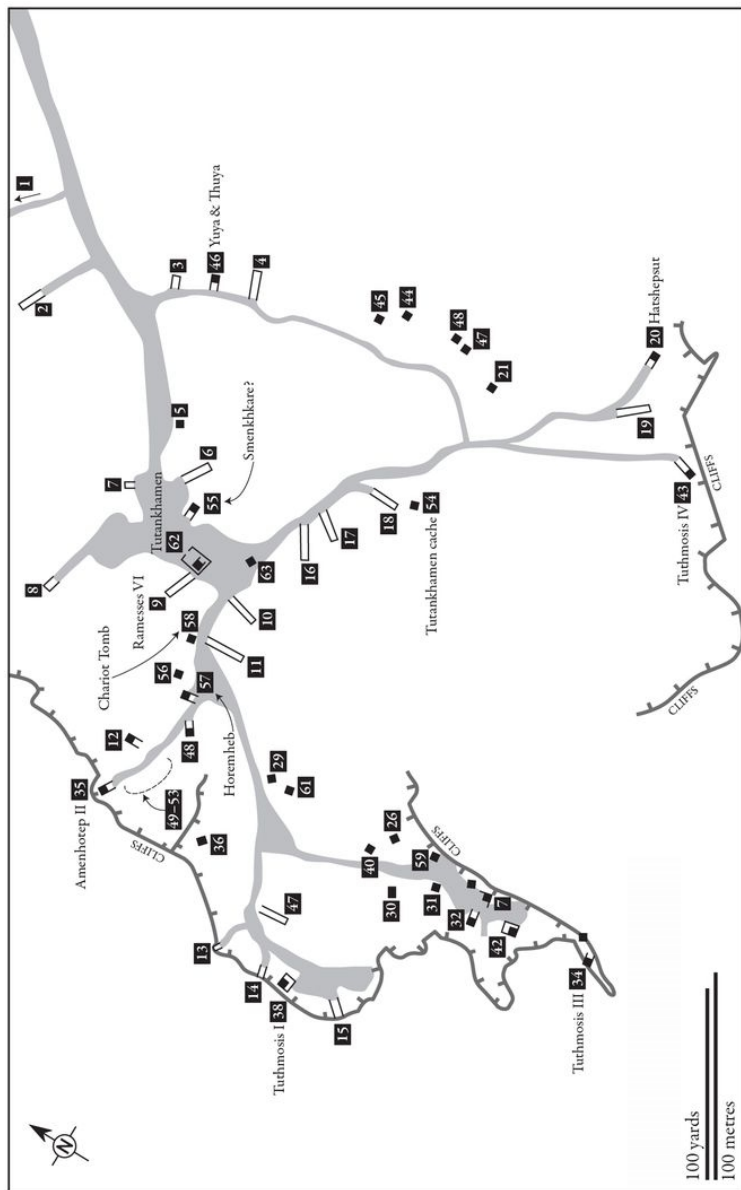 N
1
8
2
Amenhotep II 35
Chariot Tomb
12
7
Ramesses VI
9
Tutankhamen
CLIFFS
56
62
49–53
3
5
48
58
57
13
36
55
6
46 Yuya & Thuya
Horemheb
11
Smenkhkare?
14
10
4
63
29
Tuthmosis I 38
47
61
16
15
17
40
45
18
30
26
44
Tutankhamen cache 54
59
31
CLIFFS
48
32
47
7
42
21
Tuthmosis III 34
19
20 Hatshepsut
Tuthmosis IV 43
CLIFFS
CLIFFS
100 yards
100 metres